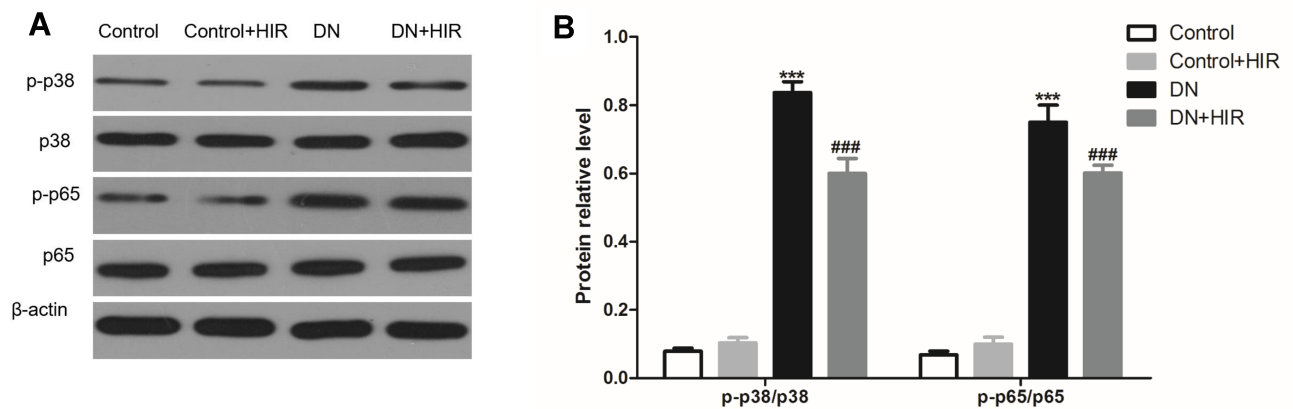 A
Control Control+HIR DN DN+HIR
p-p38
p38
p-p65
p65
β-actin
B
Protein relative level
1.0
0.8
0.6
0.4
0.2
0.0
***
###
***
###
p-p38/p38
p-p65/p65
Control
Control+HIR
DN
DN+HIR